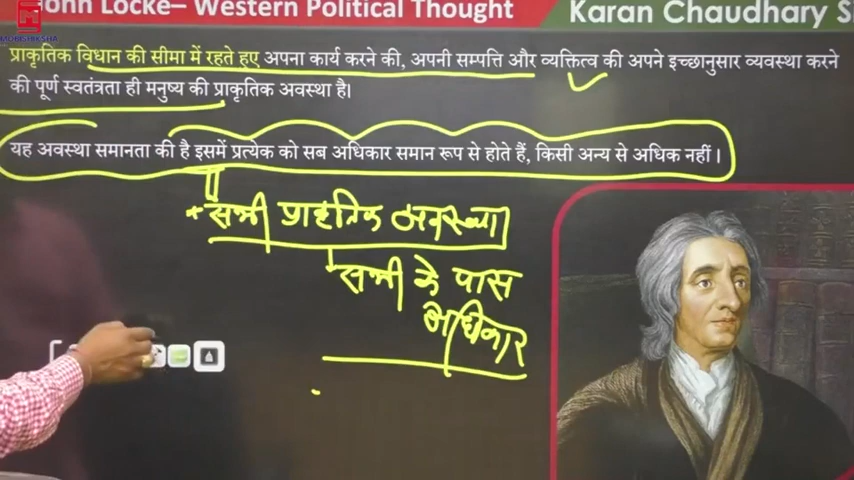 John Locke– Western Political Thought
Karan Chaudhary S
MOBISHIKSHA
प्राकृतिक विधान की सीमा में रहते हुए अपना कार्य करने की, अपनी सम्पत्ति और व्यक्तित्व की अपने इच्छानुसार व्यवस्था करने
की पूर्ण स्वतंत्रता ही मनुष्य की प्राकृतिक अवस्था है।
यह अवस्था समानता की है इसमें प्रत्येक को सब अधिकार समान रूप से होते हैं, किसी अन्य से अधिक नहीं।
सभी प्राकृतिक अवस्था
सभी के पास
अधिकार